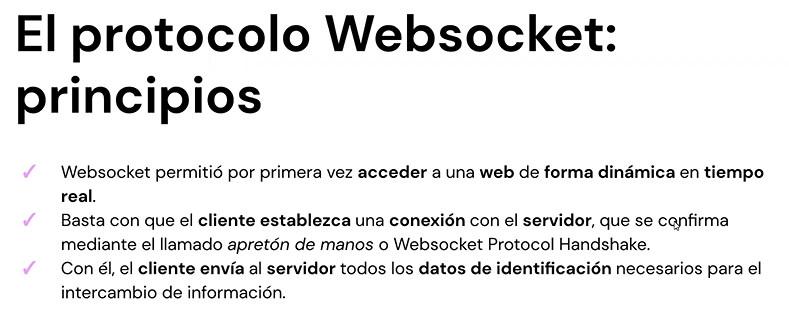 El protocolo Websocket:
principios
✓ Websocket permitió por primera vez acceder a una web de forma dinámica en tiempo
real.
✓ Basta con que el cliente establezca una conexión con el servidor, que se confirma
mediante el llamado apretón de manos o Websocket Protocol Handshake.
✓ Con él, el cliente envía al servidor todos los datos de identificación necesarios para el
intercambio de información.